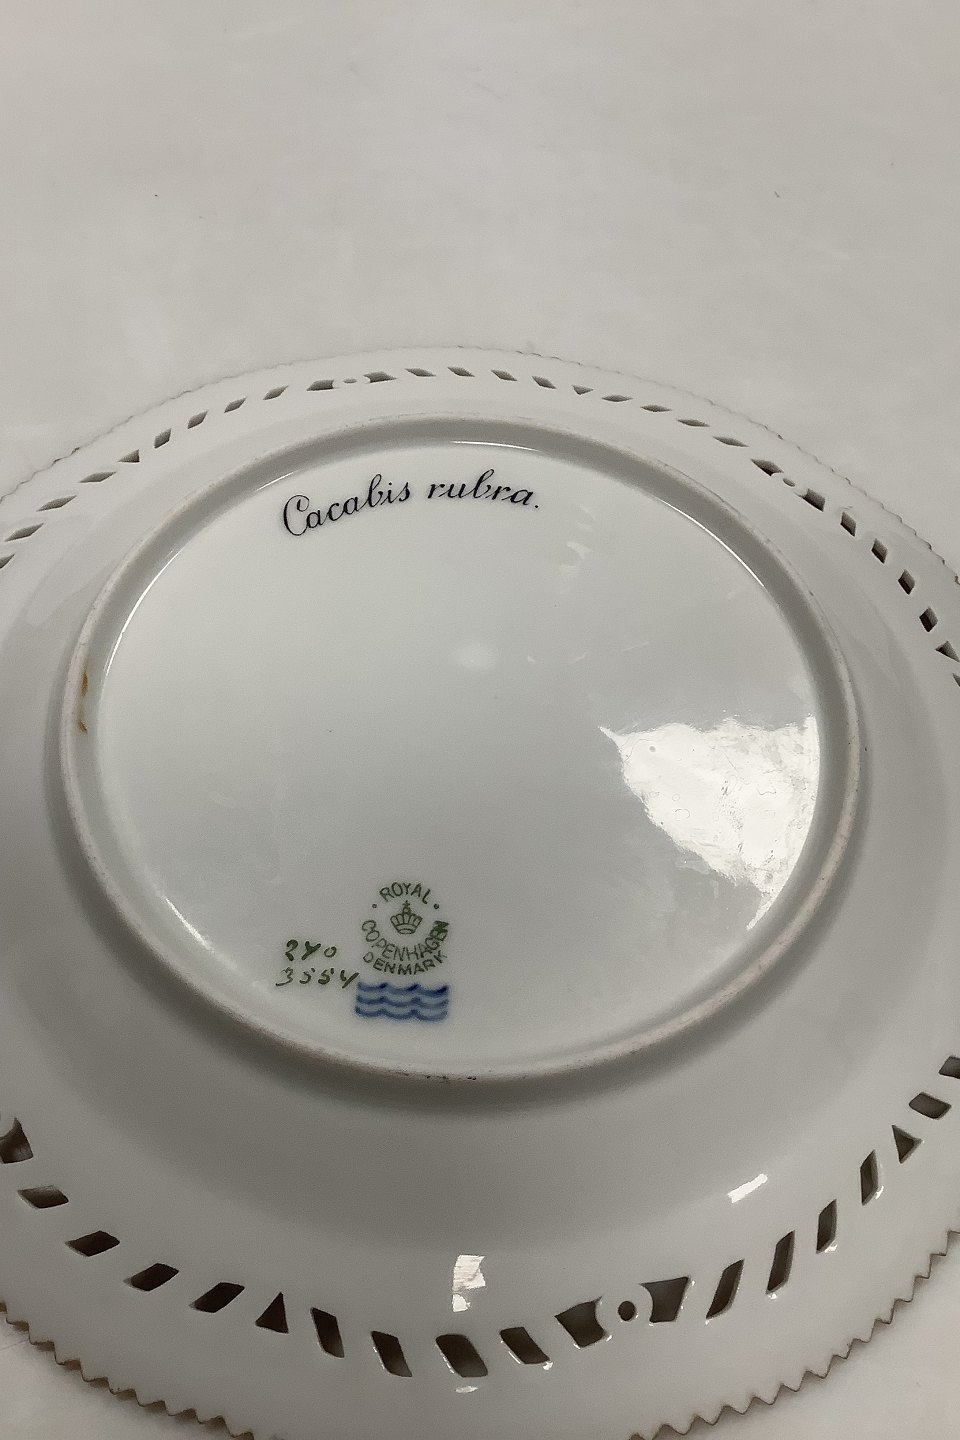 Cacabis rubra.
ROYAL
COPENHAGEN
DENMARK
240
3554